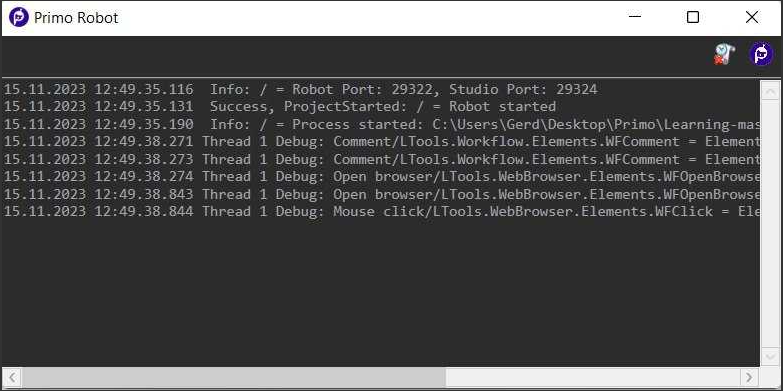 Primo Robot
15.11.2023 12:49.35.116  Info: / = Robot Port: 29322, Studio Port: 29324
15.11.2023 12:49.35.131  Success, ProjectStarted: / = Robot started
15.11.2023 12:49.35.190  Info: / = Process started: C:\Users\Gerd\Desktop\Primo\Learning-mas
15.11.2023 12:49.38.271 Thread 1 Debug: Comment/LTools.Workflow.Elements.WFComment = Element
15.11.2023 12:49.38.273 Thread 1 Debug: Comment/LTools.Workflow.Elements.WFComment = Element
15.11.2023 12:49.38.274 Thread 1 Debug: Open browser/LTools.WebBrowser.Elements.WFOpenBrowse
15.11.2023 12:49.38.843 Thread 1 Debug: Open browser/LTools.WebBrowser.Elements.WFOpenBrowse
15.11.2023 12:49.38.844 Thread 1 Debug: Mouse click/LTools.WebBrowser.Elements.WFClick = Ele